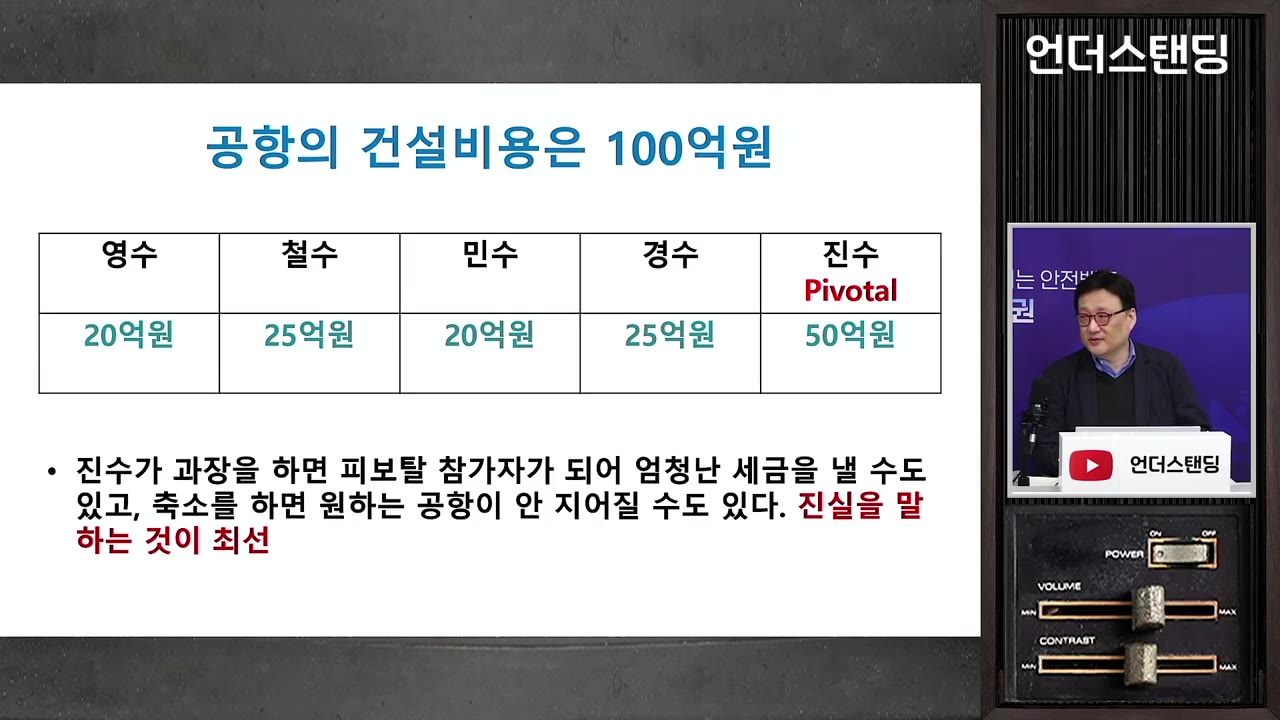 언더스탠딩
공항의 건설비용은 100억원
영수 철수 민수 경수 진수
Pivotal
20억원 25억원 20억원 25억원 50억원
• 진수가 과장을 하면 피보탈 참가자가 되어 엄청난 세금을 낼 수도
있고, 축소를 하면 원하는 공항이 안 지어질 수도 있다. 진실을 말
하는 것이 최선
는 안전
권
언더스탠딩
ON OFF
POWER
VOLUME
MIN MAX
CONTRAST
MIN MAX